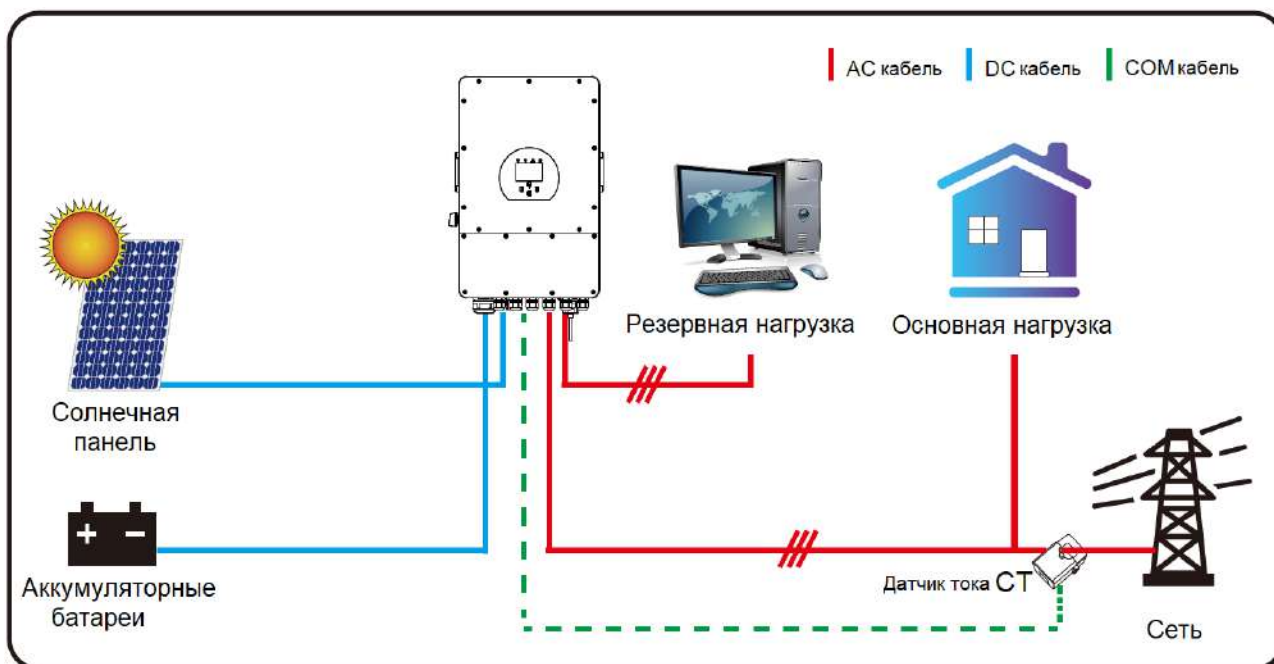 AC кабель
DC кабель
COM кабель
Резервная нагрузка
Основная нагрузка
Солнечная
панель
Аккумуляторные
батареи
Датчик тока CT
Сеть